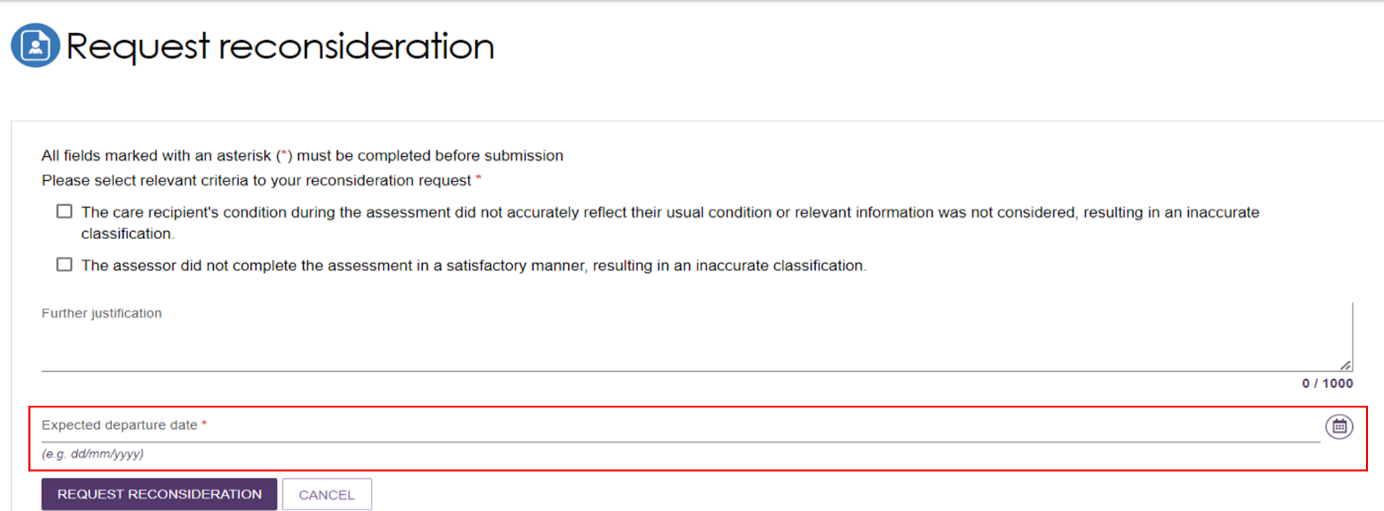 Request reconsideration
All fields marked with an asterisk (*) must be completed before submission
Please select relevant criteria to your reconsideration request *
The care recipient's condition during the assessment did not accurately reflect their usual condition or relevant information was not considered, resulting in an inaccurate
classification.
The assessor did not complete the assessment in a satisfactory manner, resulting in an inaccurate classification.
Further justification
0 / 1000
Expected departure date *
(e.g. dd/mm/yyyy)
REQUEST RECONSIDERATION CANCEL